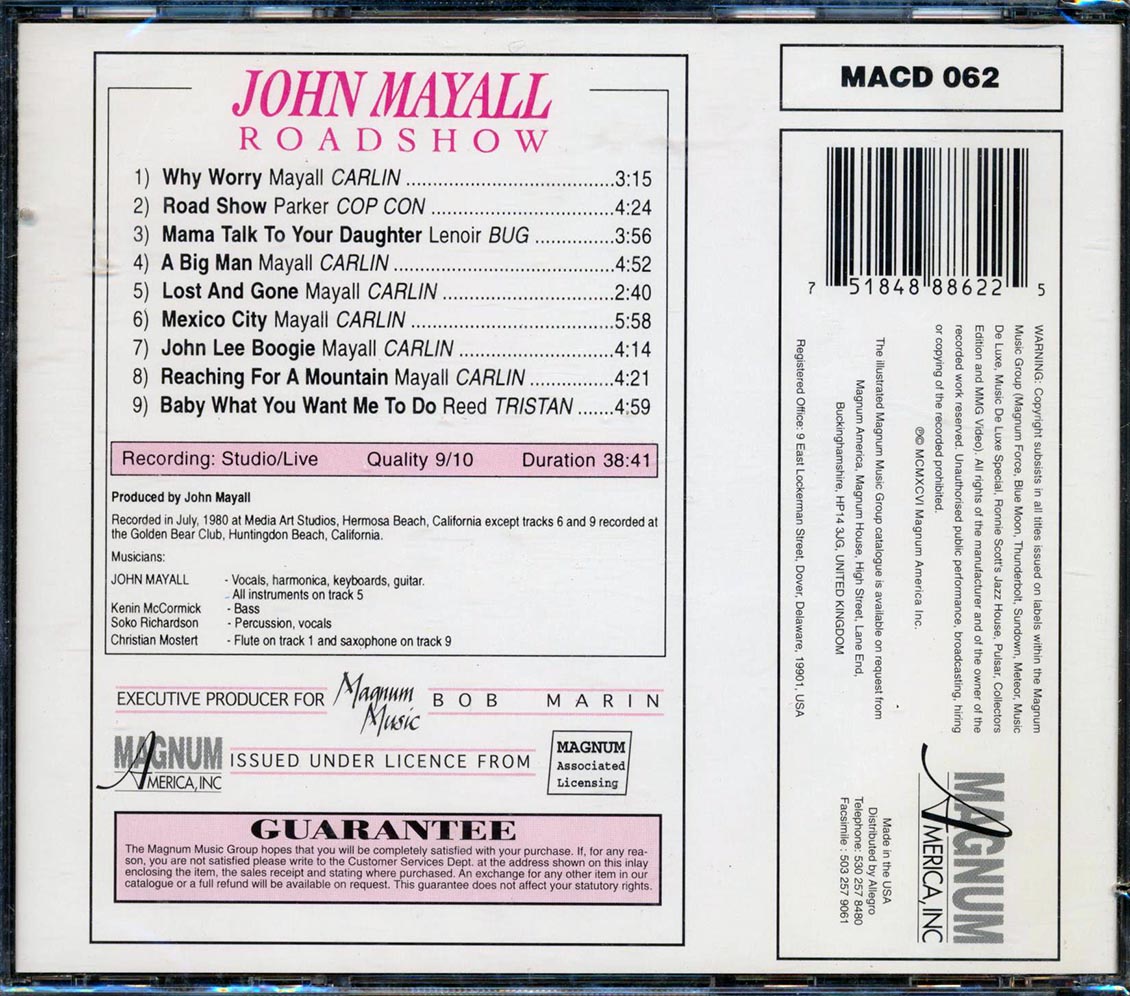 JOHN MAYALL
ROADSHOW
1) Why Worry Mayall CARLIN ....................................3:15
2) Road Show Parker COP CON ................................4:24
3) Mama Talk To Your Daughter Lenoir BUG ..............3:56
4) A Big Man Mayall CARLIN ......................................4:52
5) Lost And Gone Mayall CARLIN ..............................2:40
6) Mexico City Mayall CARLIN ...................................5:58
7) John Lee Boogie Mayall CARLIN ...........................4:14
8) Reaching For A Mountain Mayall CARLIN ...............4:21
9) Baby What You Want Me To Do Reed TRISTAN .......4:59
Recording: Studio/Live Quality 9/10 Duration 38:41
Produced by John Mayall
Recorded in July, 1980 at Media Art Studios, Hermosa Beach, California except tracks 6 and 9 recorded at
the Golden Bear Club, Huntingdon Beach, California.
Musicians:
JOHN MAYALL - Vocals, harmonica, keyboards, guitar.
All instruments on track 5
Kenin McCormick - Bass
Soko Richardson - Percussion, vocals
Christian Mostert - Flute on track 1 and saxophone on track 9
EXECUTIVE PRODUCER FOR Magnum Music BOB MARIN
MAGNUM AMERICA, INC ISSUED UNDER LICENCE FROM MAGNUM Associated Licensing
GUARANTEE
The Magnum Music Group hopes that you will be completely satisfied with your purchase. If, for any rea-
son, you are not satisfied please write to the Customer Services Dept. at the address shown on this inlay
enclosing the item, the sales receipt and stating where purchased. An exchange for any other item in our
catalogue or a full refund will be available on request. This guarantee does not affect your statutory rights.
MACD 062
7 51848 88622 5
WARNING: Copyright subsists in all titles issued on labels within the Magnum
Music Group (Magnum Force, Blue Moon, Thunderbolt, Sundown, Meteor, Music
De Luxe, Music De Luxe Special, Ronnie Scott's Jazz House, Pulsar, Collectors
Edition and MMG Video). All rights of the manufacturer and of the owner of the
recorded work reserved. Unauthorised public performance, broadcasting, hiring
or copying of the recorded prohibited.
℗© MCMXCVI Magnum America Inc.
The illustrated Magnum Music Group catalogue is available on request from
Magnum America, Magnum House, High Street, Lane End,
Buckinghamshire, HP14 3JG, UNITED KINGDOM
Registered Office: 9 East Lockerman Street, Dover, Delaware, 19901, USA
MAGNUM
AMERICA, INC
Made in the USA
Distributed by Allegro
Telephone: 530 257 8480
Facsimile : 503 257 9061